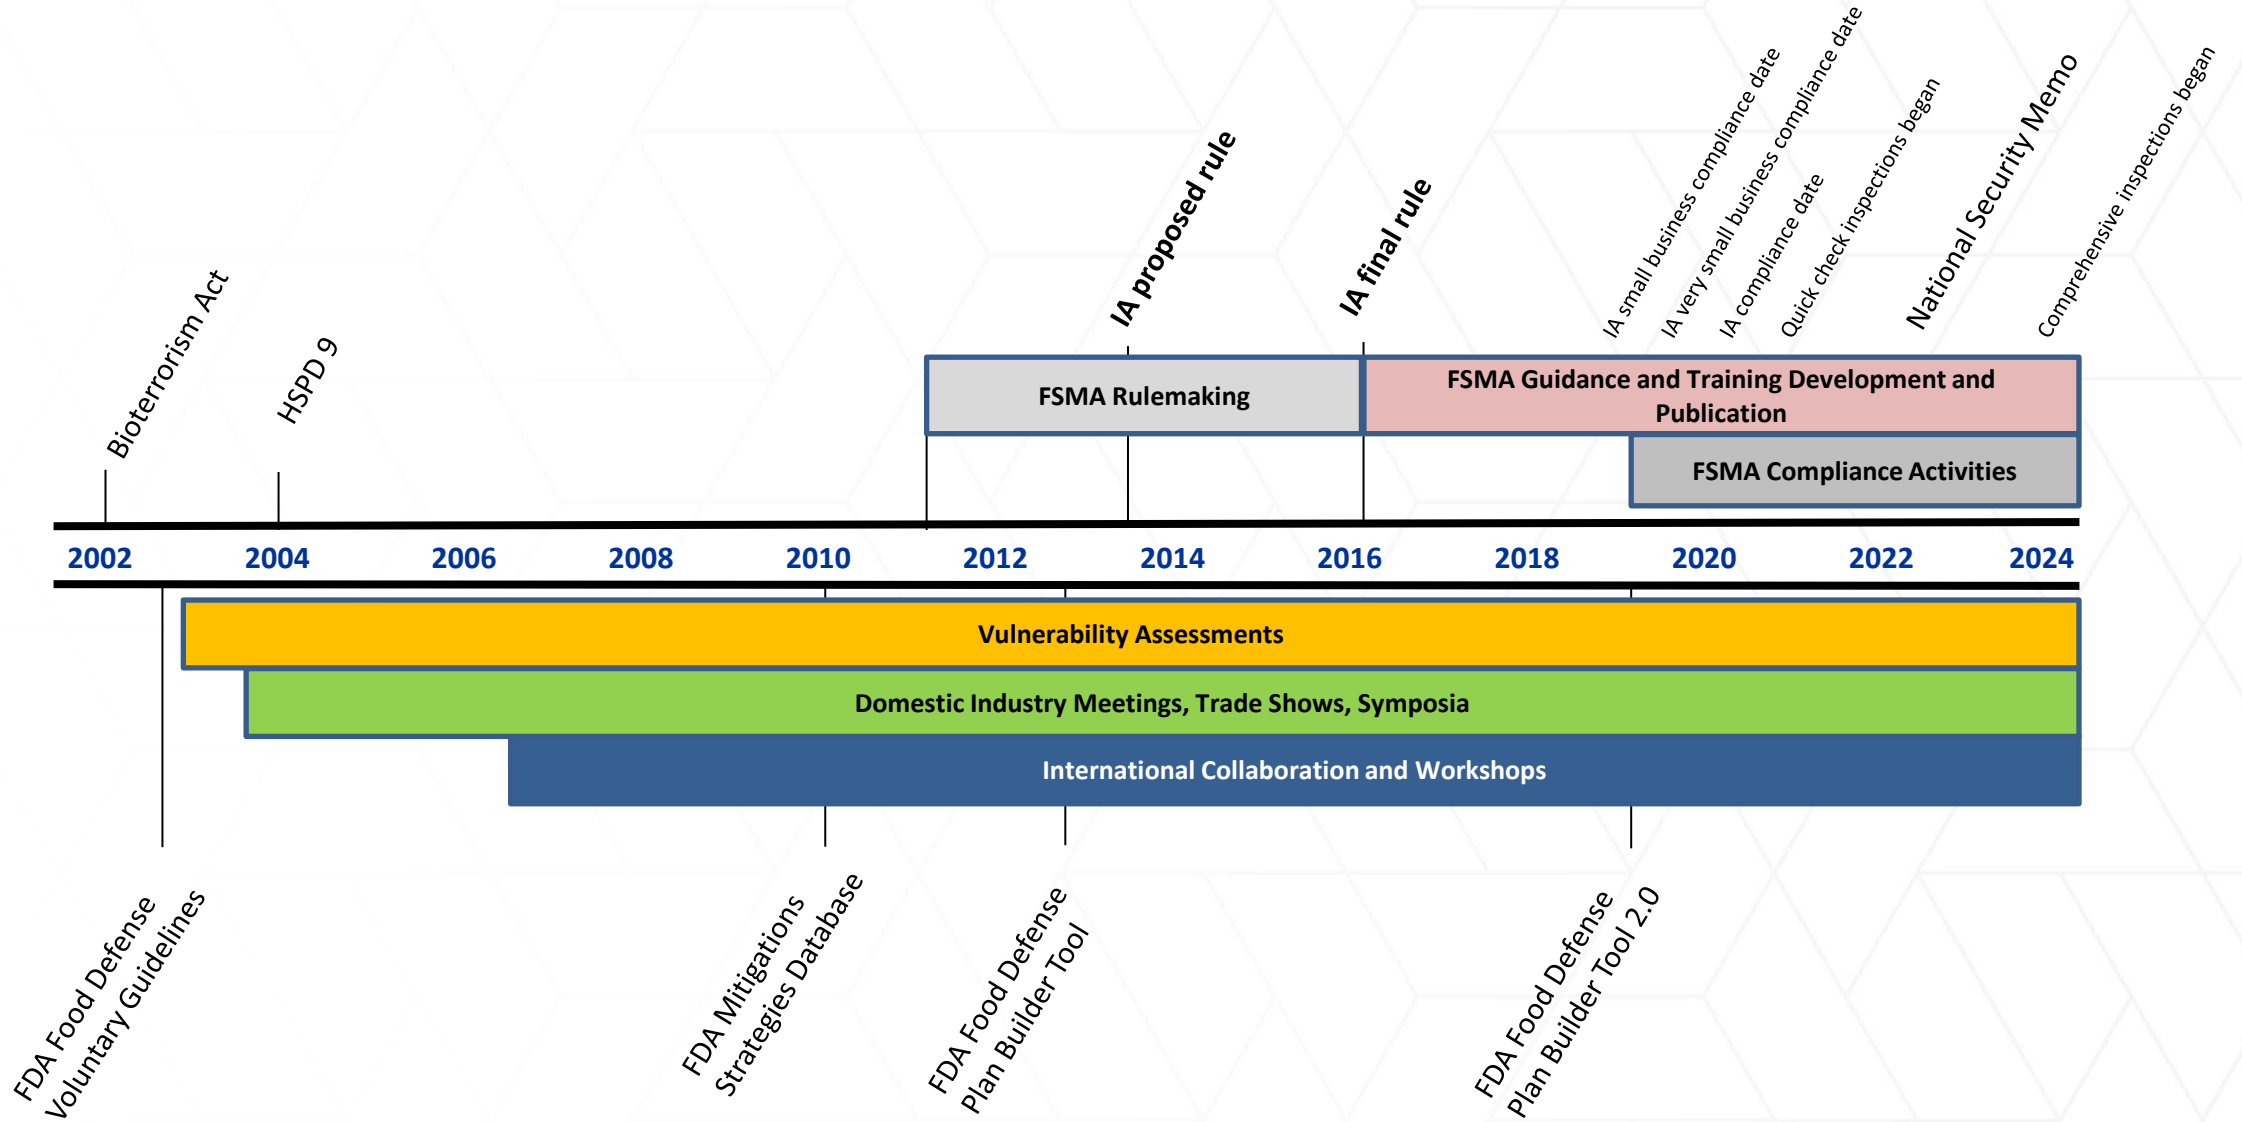 Bioterrorism Act
HSPD 9
IA proposed rule
IA final rule
IA small business compliance date
IA very small business compliance date
IA compliance date
Quick check inspections began
National Security Memo
Comprehensive inspections began
FSMA Rulemaking
FSMA Guidance and Training Development and
Publication
FSMA Compliance Activities
2002 2004 2006 2008 2010 2012 2014 2016 2018 2020 2022 2024
Vulnerability Assessments
Domestic Industry Meetings, Trade Shows, Symposia
International Collaboration and Workshops
FDA Food Defense
Voluntary Guidelines
FDA Mitigations
Strategies Database
FDA Food Defense
Plan Builder Tool
FDA Food Defense
Plan Builder Tool 2.0